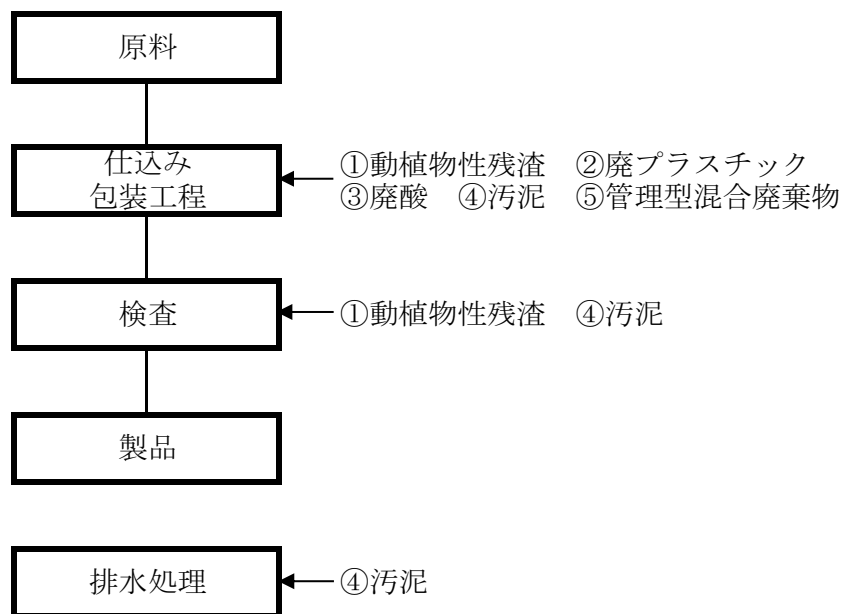 原料
仕込み
包装工程
①動植物性残渣　②廃プラスチック
③廃酸　④汚泥　⑤管理型混合廃棄物
検査
①動植物性残渣　④汚泥
製品
排水処理
④汚泥